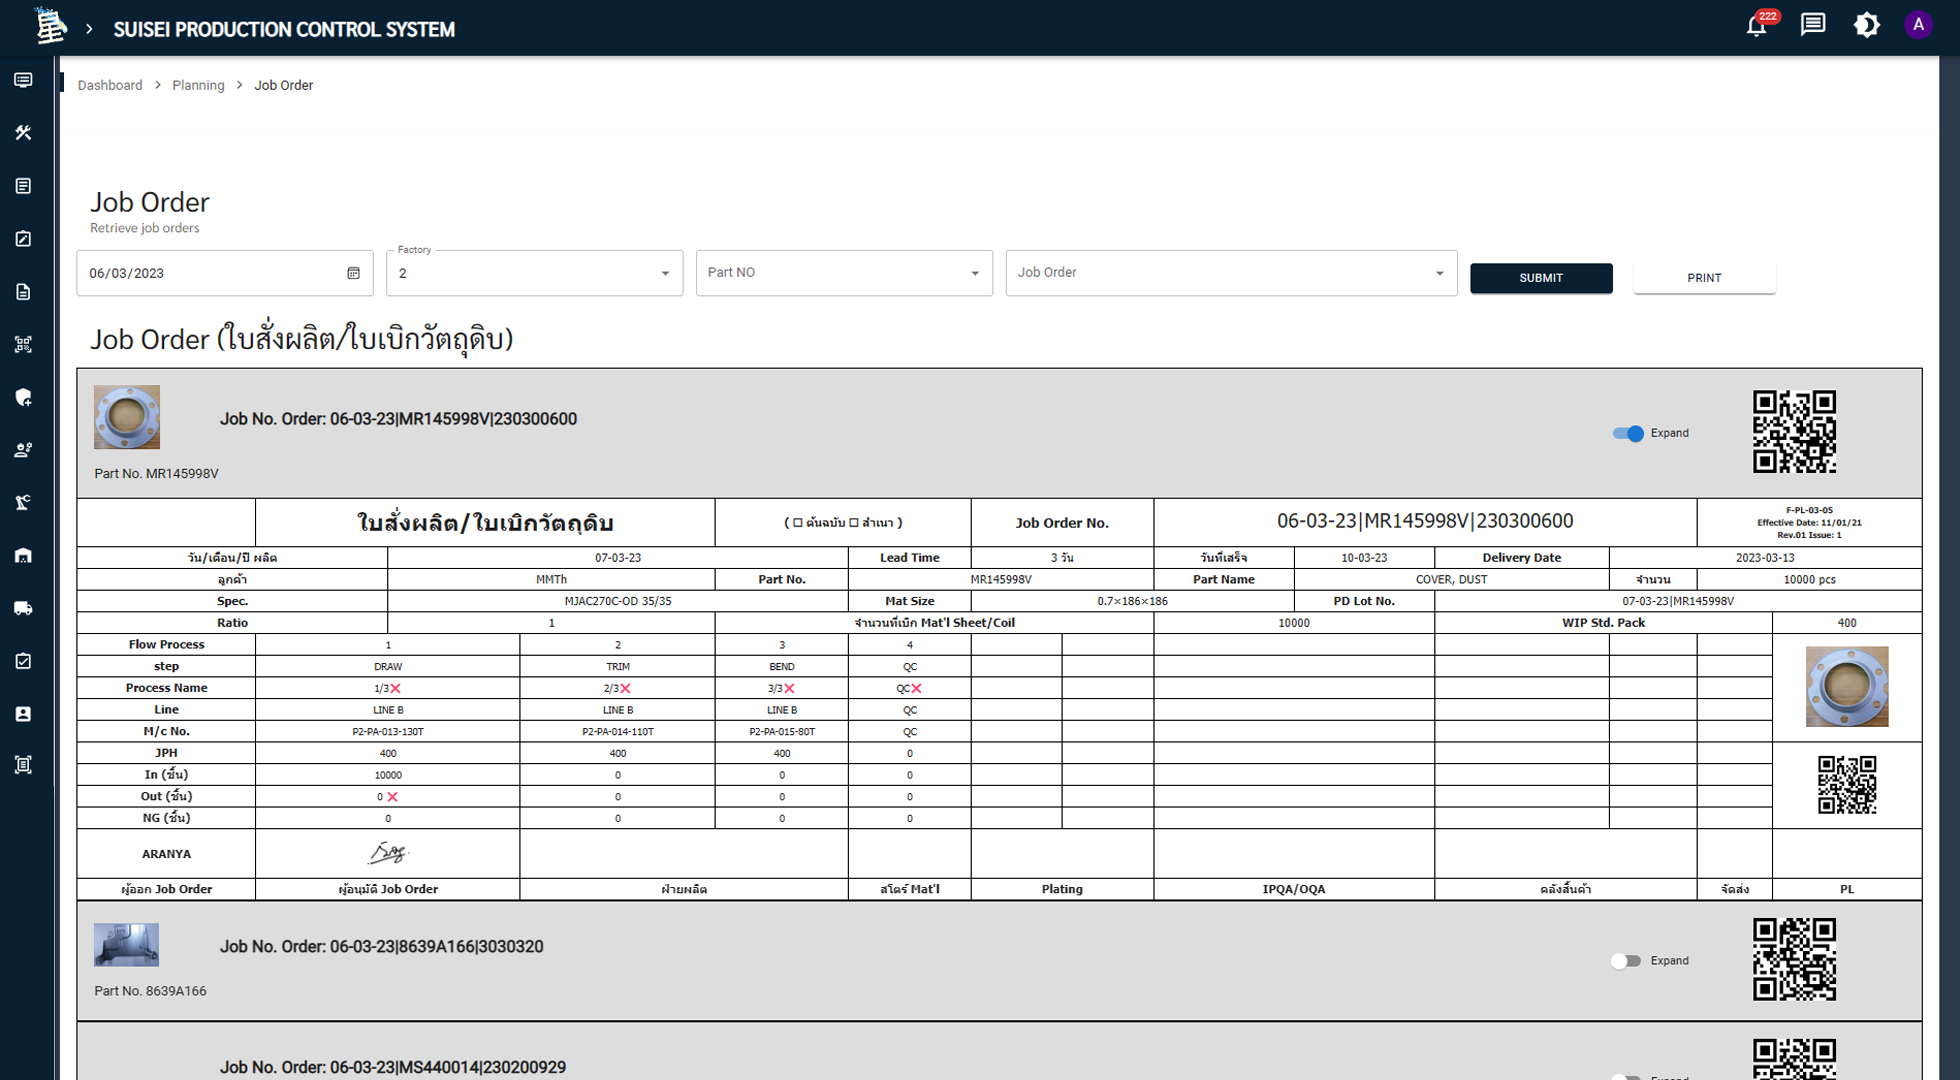 星 SUISEI PRODUCTION CONTROL SYSTEM 222 A
Dashboard > Planning > Job Order
Job Order
Retrieve job orders
06/03/2023 Factory 2 Part NO Job Order SUBMIT PRINT
Job Order (ใบสั่งผลิต/ใบเบิกวัตถุดิบ)
Job No. Order: 06-03-23|MR145998V|230300600
Expand
Part No. MR145998V
ใบสั่งผลิต/ใบเบิกวัตถุดิบ ( ☐ ต้นฉบับ ☐ สำเนา ) Job Order No. 06-03-23|MR145998V|230300600 F-PL-03-05
Effective Date: 11/01/21
Rev.01 Issue: 1
วัน/เดือน/ปี ผลิต 07-03-23 Lead Time 3 วัน วันที่เสร็จ 10-03-23 Delivery Date 2023-03-13
ลูกค้า MMTh Part No. MR145998V Part Name COVER, DUST จำนวน 10000 pcs
Spec. MJAC270C-OD 35/35 Mat Size 0.7×186×186 PD Lot No. 07-03-23|MR145998V
Ratio 1 จำนวนที่เบิก Mat'l Sheet/Coil 10000 WIP Std. Pack 400
Flow Process 1 2 3 4
step DRAW TRIM BEND QC
Process Name 1/3❌ 2/3❌ 3/3❌ QC❌
Line LINE B LINE B LINE B QC
M/c No. P2-PA-013-130T P2-PA-014-110T P2-PA-015-80T QC
JPH 400 400 400 0
In (ชิ้น) 10000 0 0 0
Out (ชิ้น) 0 ❌ 0 0 0
NG (ชิ้น) 0 0 0 0
ARANYA
ผู้ออก Job Order ผู้อนุมัติ Job Order ฝ่ายผลิต สโตร์ Mat'l Plating IPQA/OQA คลังสินค้า จัดส่ง PL
Job No. Order: 06-03-23|8639A166|3030320
Expand
Part No. 8639A166
Job No. Order: 06-03-23|MS440014|230200929
Expand